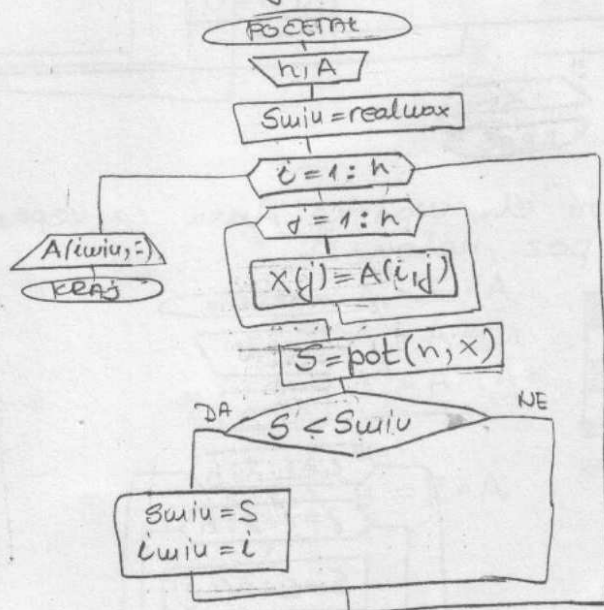 POČETAK
n, A
Smin = realmax
i = 1 : n
j = 1 : n
A(imin, :)
KRAJ
X(j) = A(i,j)
S = pot(n, x)
DA
NE
S < Smin
Smin = S
imin = i
A